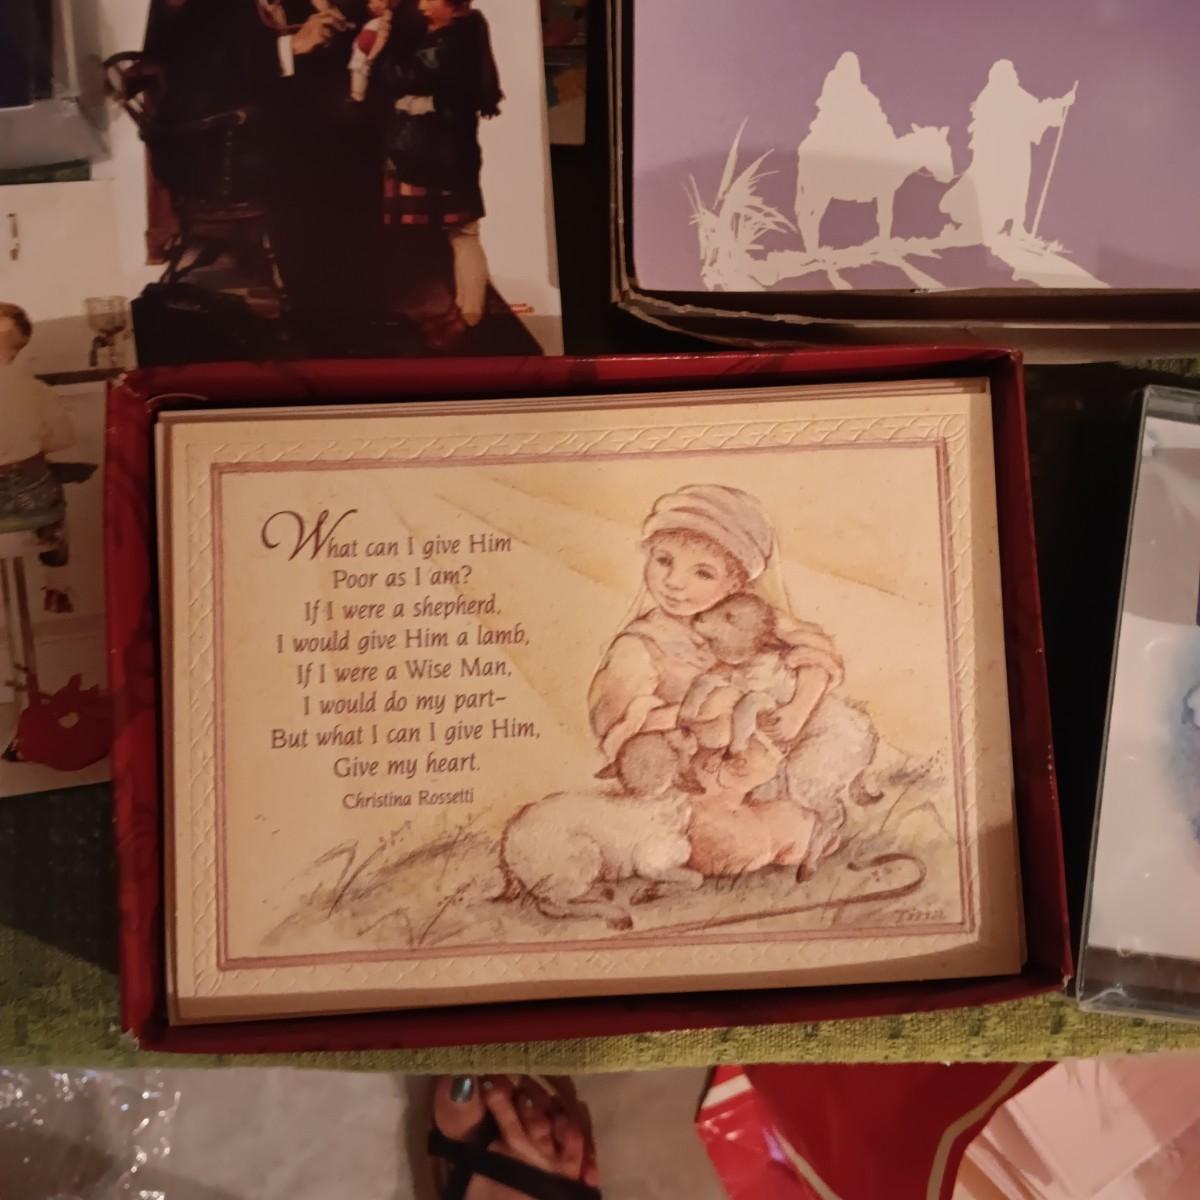 What can I give Him
Poor as I am?
If I were a shepherd,
I would give Him a lamb,
If I were a Wise Man,
I would do my part–
But what I can I give Him,
Give my heart.
Christina Rossetti
Tina